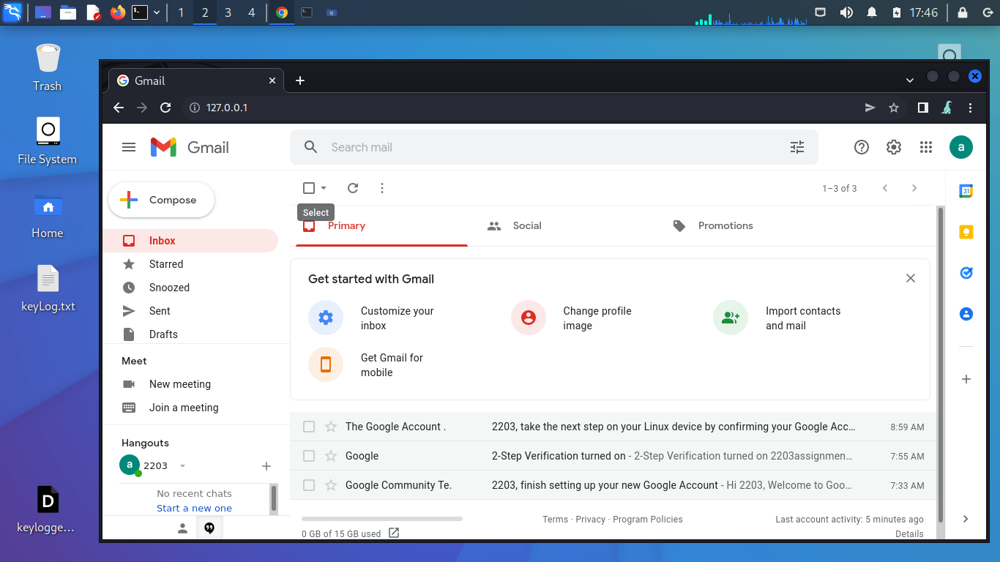 1 2 3 4 17:46
Trash
File System
Home
keyLog.txt
D
keylogge...
Gmail
127.0.0.1
Gmail
Search mail
a
Compose
1–3 of 3
31
Select
Inbox
Starred
Snoozed
Sent
Drafts
Meet
New meeting
Join a meeting
Hangouts
a 2203
No recent chats
Start a new one
Primary Social Promotions
Get started with Gmail
Customize your
inbox
Change profile
image
Import contacts
and mail
Get Gmail for
mobile
The Google Account . 2203, take the next step on your Linux device by confirming your Google Acc... 8:59 AM
Google 2-Step Verification turned on - 2-Step Verification turned on 2203assignmen... 7:55 AM
Google Community Te. 2203, finish setting up your new Google Account - Hi 2203, Welcome to Goo... 7:33 AM
0 GB of 15 GB used
Terms · Privacy · Program Policies
Last account activity: 5 minutes ago
Details